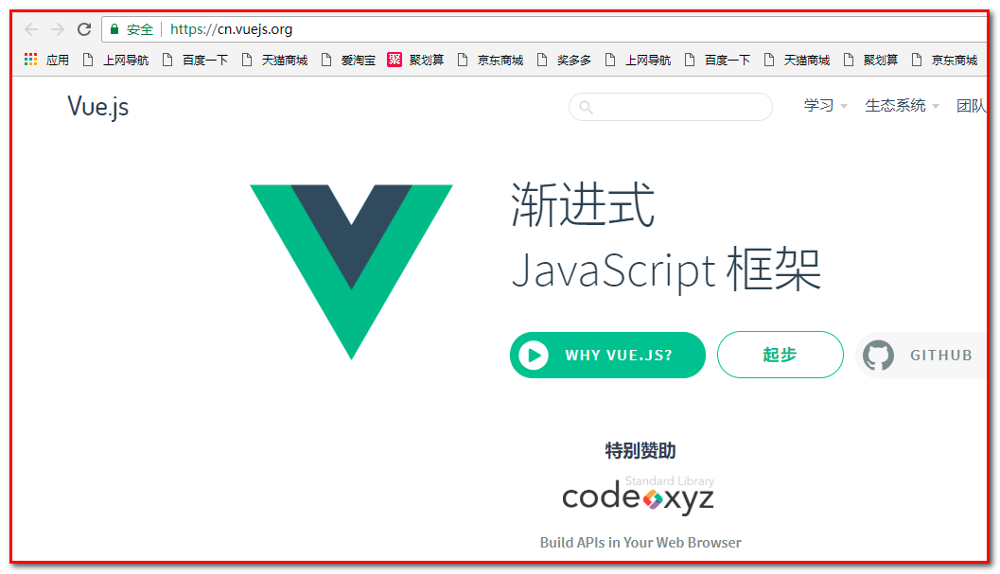 安全 https://cn.vuejs.org
应用 上网导航 百度一下 天猫商城 爱淘宝 聚 聚划算 京东商城 奖多多 上网导航 百度一下 天猫商城 聚划算 京东商城
Vue.js 学习 生态系统 团队
渐进式
JavaScript 框架
WHY VUE.JS? 起步 GITHUB
特别赞助
Standard Library
code xyz
Build APIs in Your Web Browser